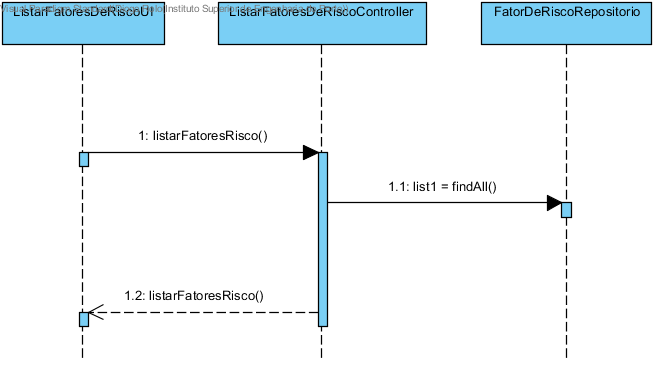 ListarFatoresDeRiscoUI
ListarFatoresDeRiscoController
FatorDeRiscoRepositorio
1: listarFatoresRisco()
1.1: list1 = findAll()
1.2: listarFatoresRisco()